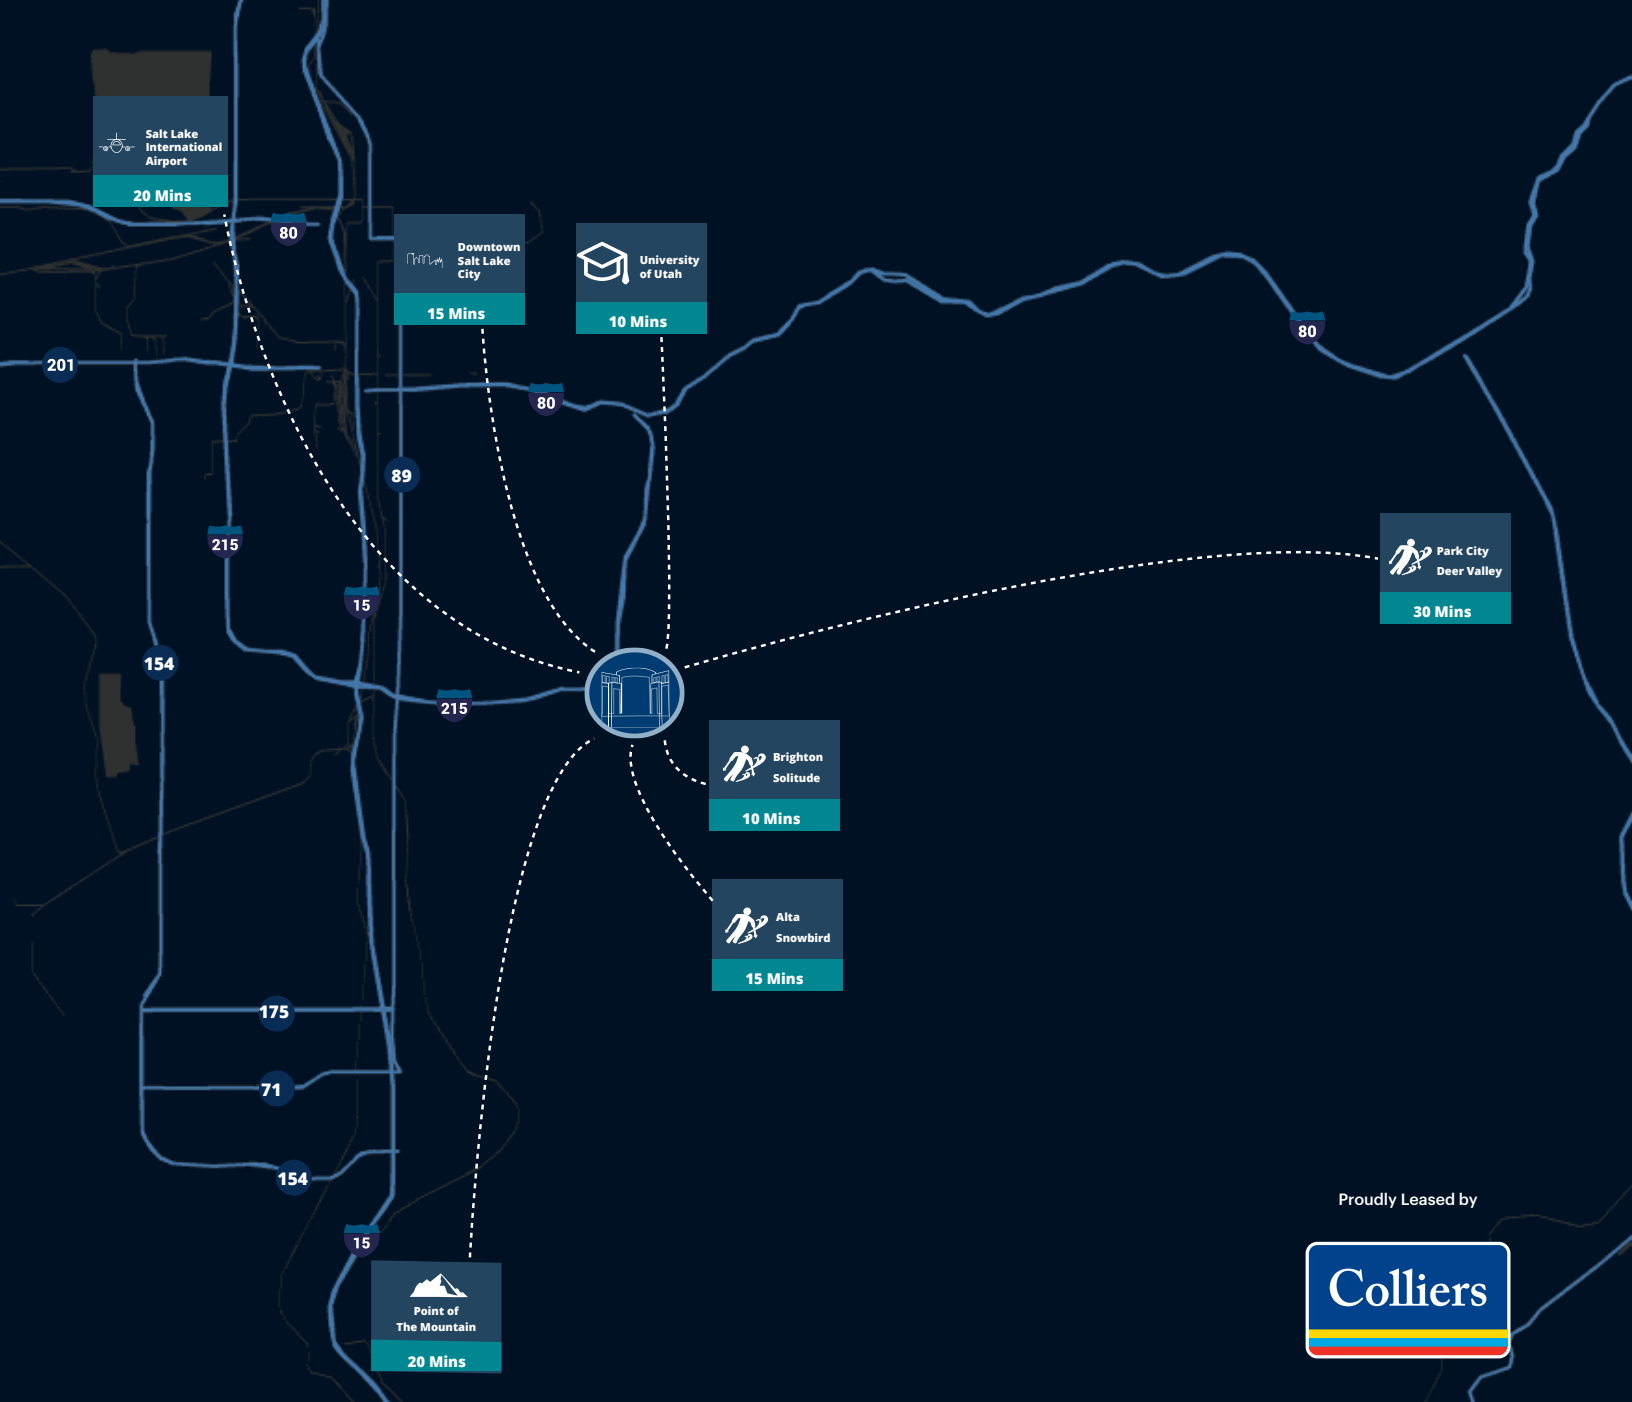 Salt Lake
International
Airport
20 Mins
80
Downtown
Salt Lake
City
15 Mins
University
of Utah
10 Mins
80
201
80
89
215
15
Park City
Deer Valley
30 Mins
154
215
Brighton
Solitude
10 Mins
Alta
Snowbird
15 Mins
175
71
154
15
Point of
The Mountain
20 Mins
Proudly Leased by
Colliers